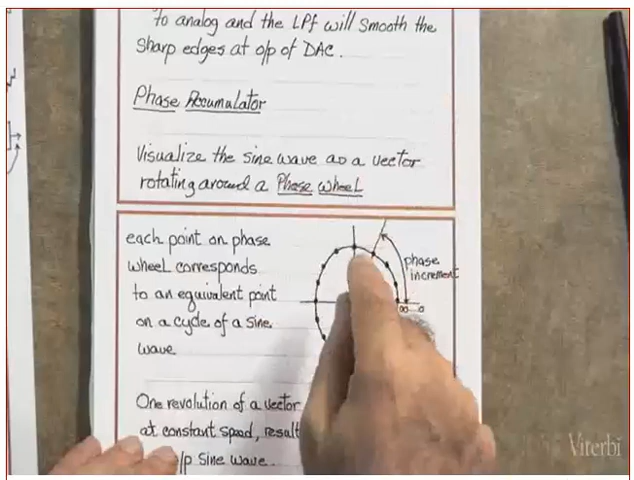 to analog and the LPf will smooth the
sharp edges at o/p of DAC.
Phase Accumulator
Visualize the sine wave as a vector
rotating around a Phase Wheel
each point on phase
wheel corresponds
to an equivalent point
on a cycle of a sine
wave
phase
increment
One revolution of a vector
at constant speed, result
o/p sine wave.
Viterbi